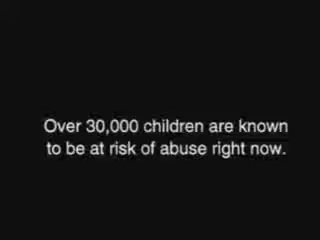 Over 30,000 children are known
to be at risk of abuse right now.